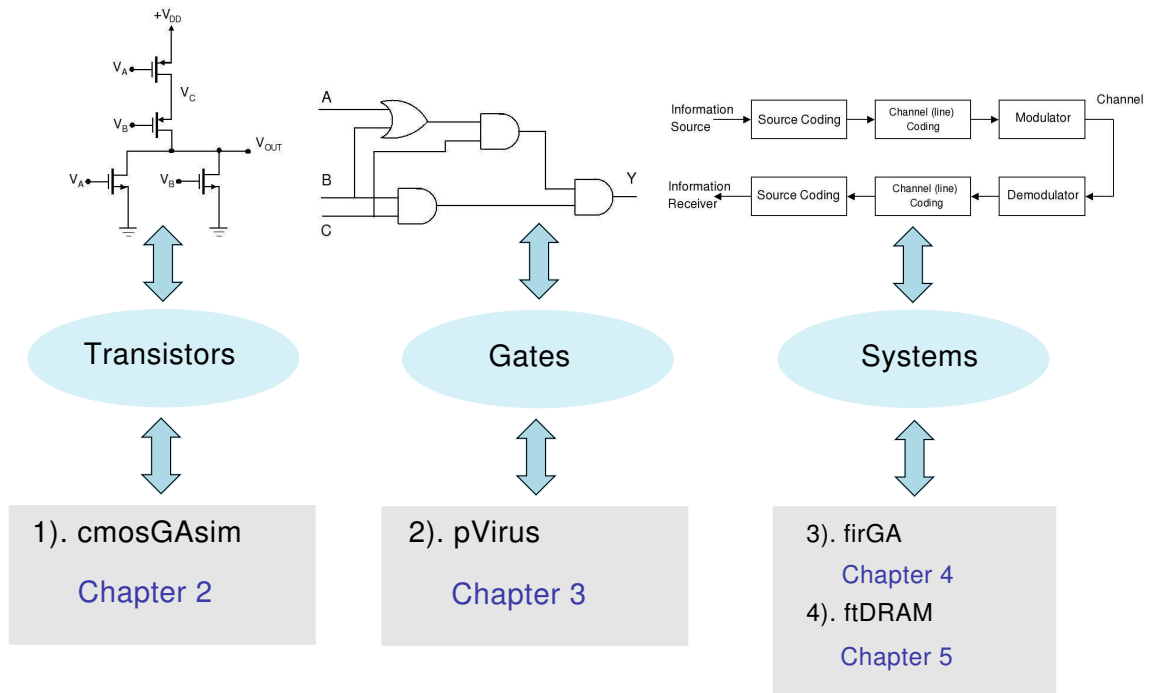 +VDD
VA
VC
VB
VOUT
VA
VB
A
B
C
Y
Information
Source
Source Coding
Channel (line)
Coding
Modulator
Channel
Information
Receiver
Source Coding
Channel (line)
Coding
Demodulator
Transistors
Gates
Systems
1). cmosGAsim
Chapter 2
2). pVirus
Chapter 3
3). firGA
Chapter 4
4). ftDRAM
Chapter 5